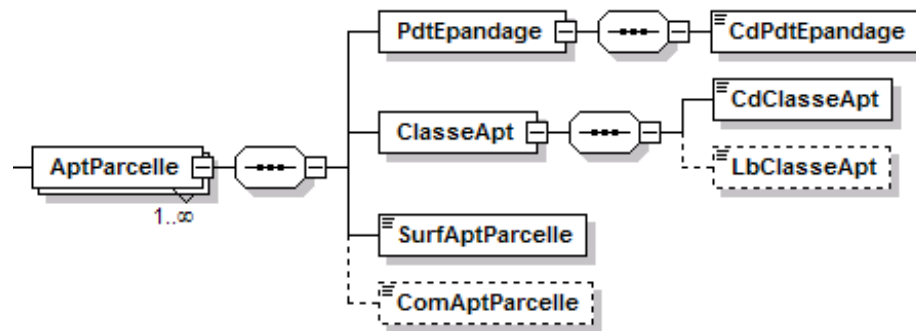 PdtEpandage
CdPdtEpandage
ClasseApt
CdClasseApt
LbClasseApt
AptParcelle
1..∞
SurfAptParcelle
ComAptParcelle